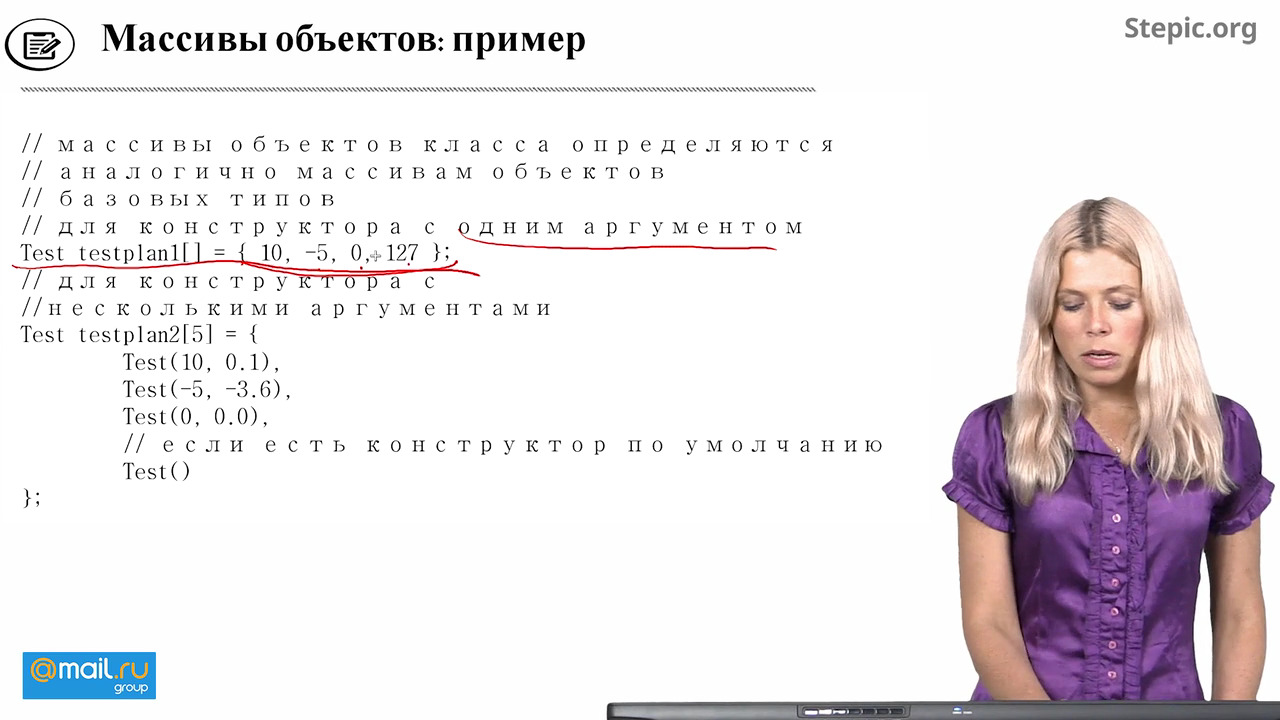 Массивы объектов: пример
Stepic.org
// массивы объектов класса определяются
// аналогично массивам объектов
// базовых типов
// для конструктора с одним аргументом
Test testplan1[] = { 10, -5, 0, 127 };
// для конструктора с
//несколькими аргументами
Test testplan2[5] = {
Test(10, 0.1),
Test(-5, -3.6),
Test(0, 0.0),
// если есть конструктор по умолчанию
Test()
};
@mail.ru
group